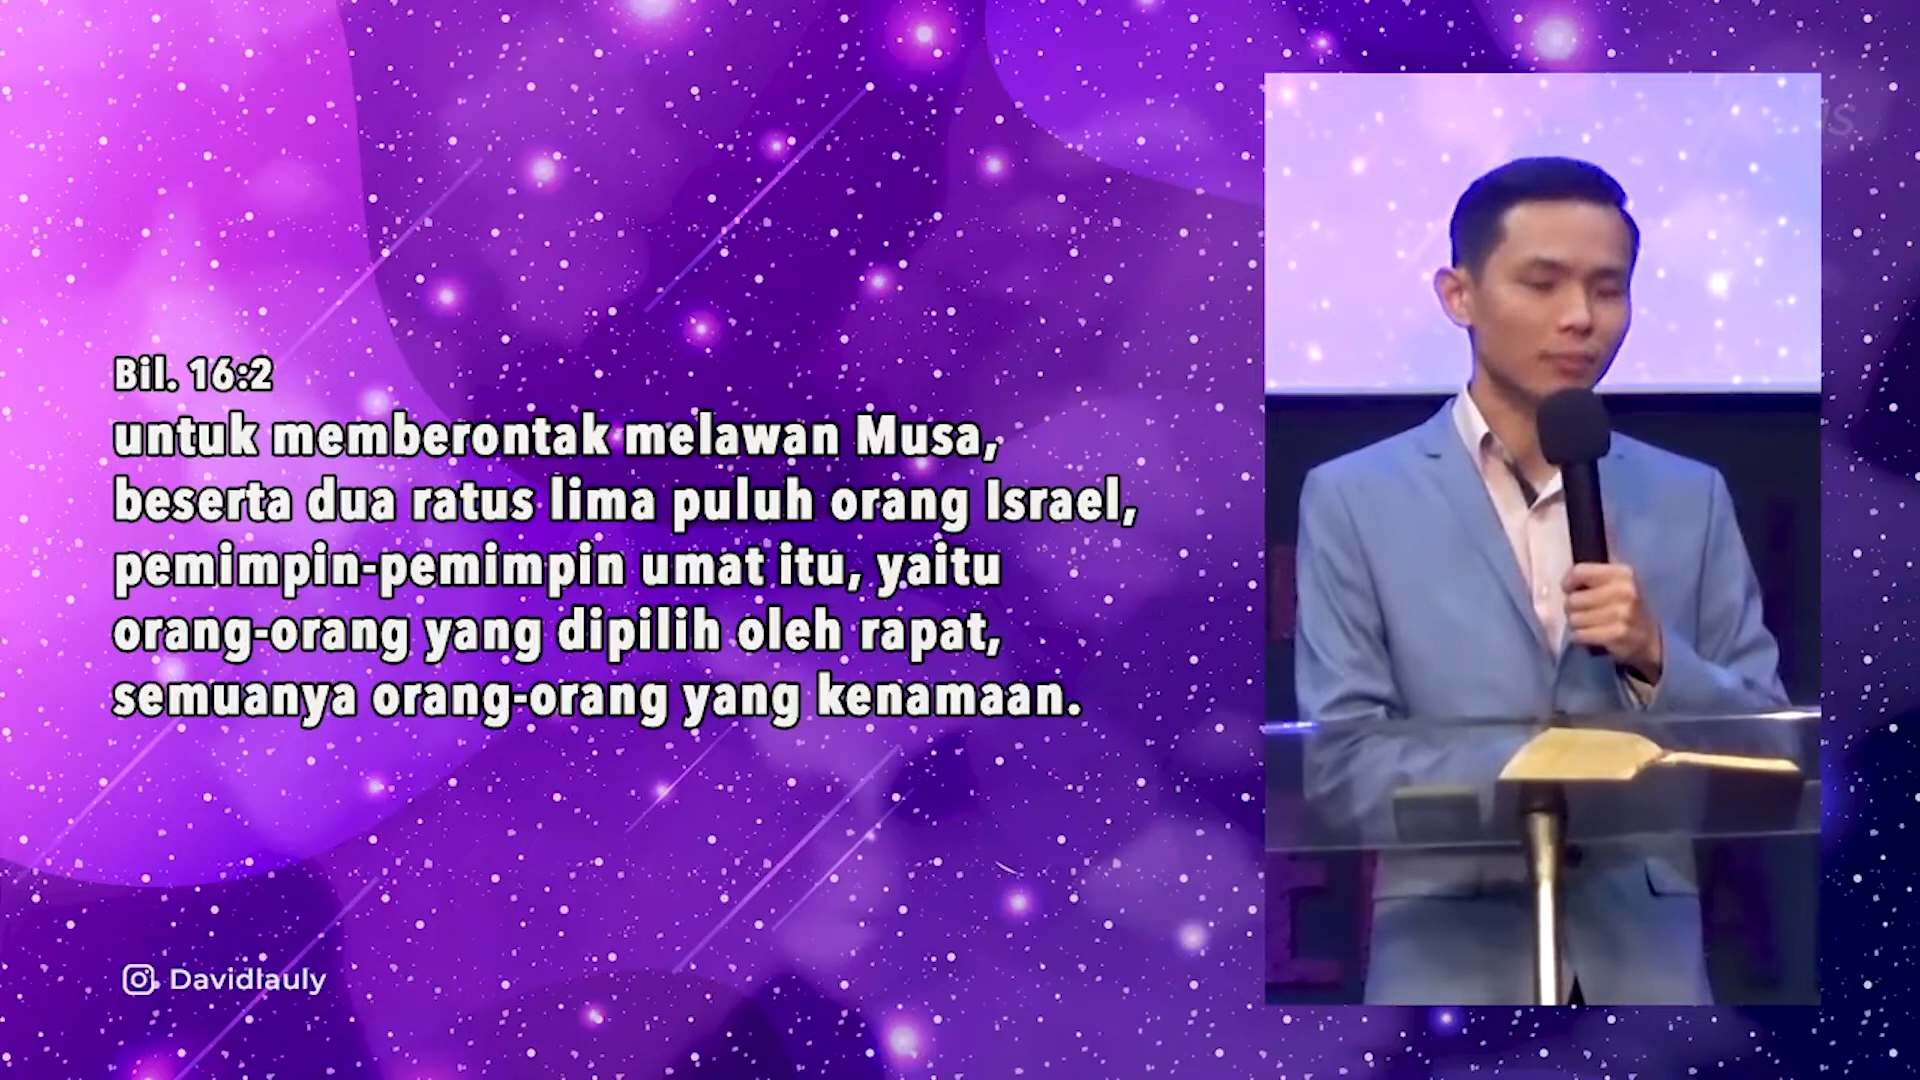 Bil. 16:2
untuk memberontak melawan Musa,
beserta dua ratus lima puluh orang Israel,
pemimpin-pemimpin umat itu, yaitu
orang-orang yang dipilih oleh rapat,
semuanya orang-orang yang kenamaan.
Davidlauly